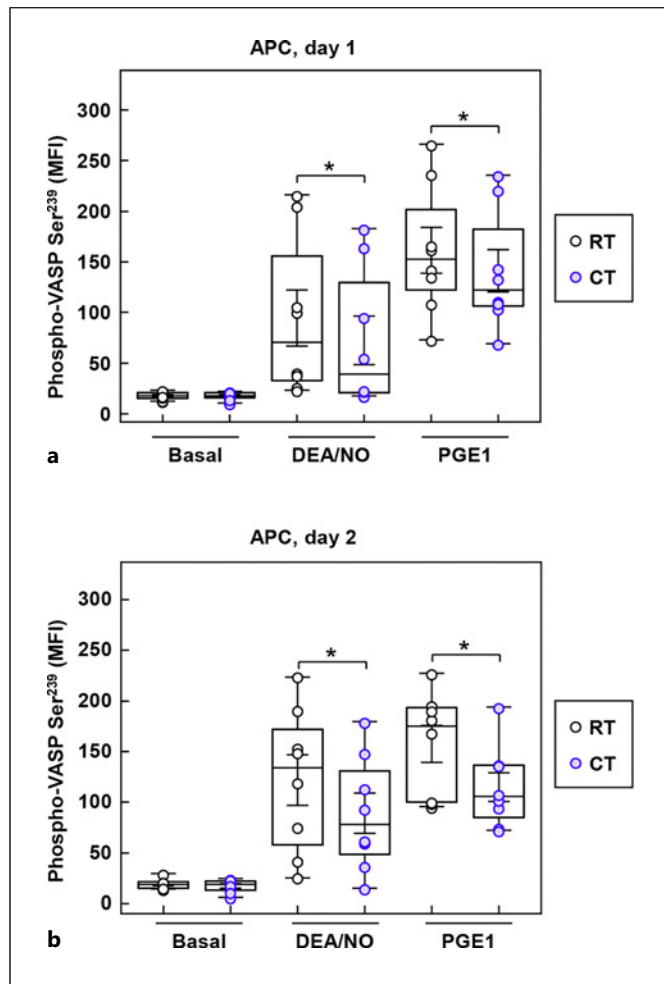 APC, day 1
Phospho-VASP Ser239 (MFI)
300
250
200
150
100
50
0
*
*
RT
CT
Basal
DEA/NO
PGE1
a
APC, day 2
Phospho-VASP Ser239 (MFI)
300
250
200
150
100
50
0
*
*
RT
CT
Basal
DEA/NO
PGE1
b